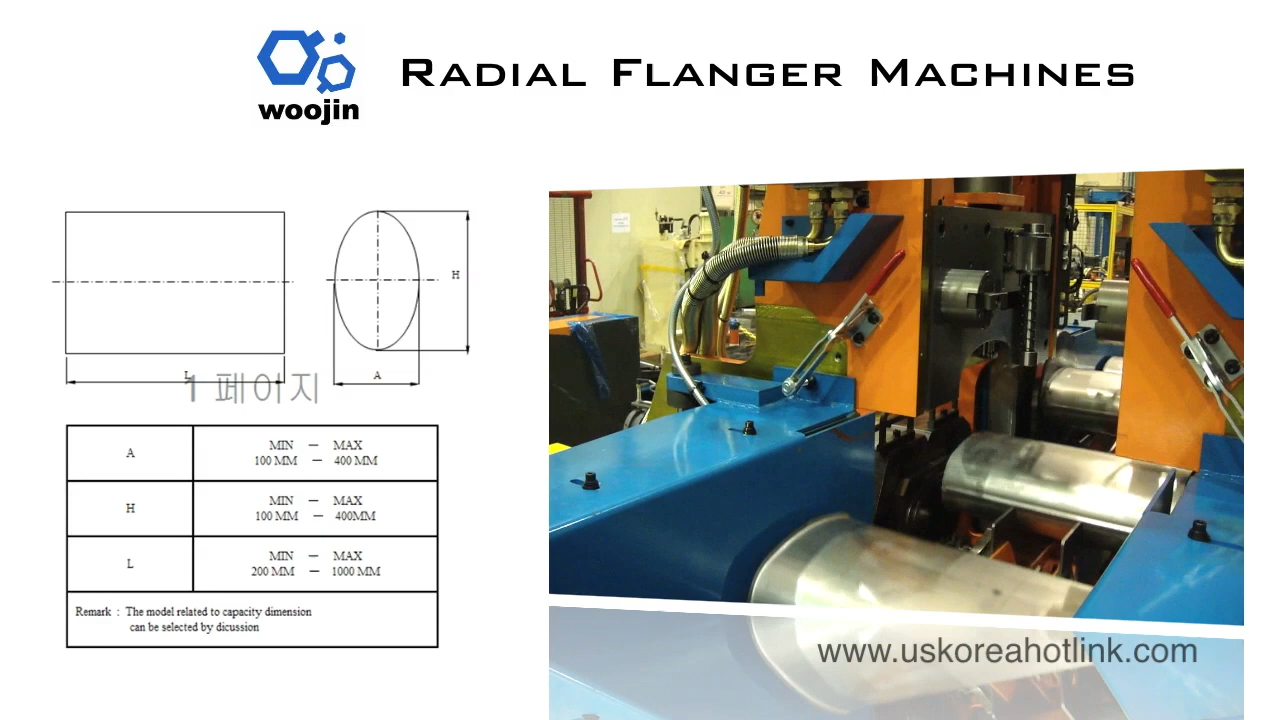 woojin
RADIAL FLANGER MACHINES
H
L
A
1 페이지
A
MIN — MAX
100 MM — 400 MM
H
MIN — MAX
100 MM — 400MM
L
MIN — MAX
200 MM — 1000 MM
Remark : The model related to capacity dimension
can be selected by dicussion
www.uskoreahotlink.com